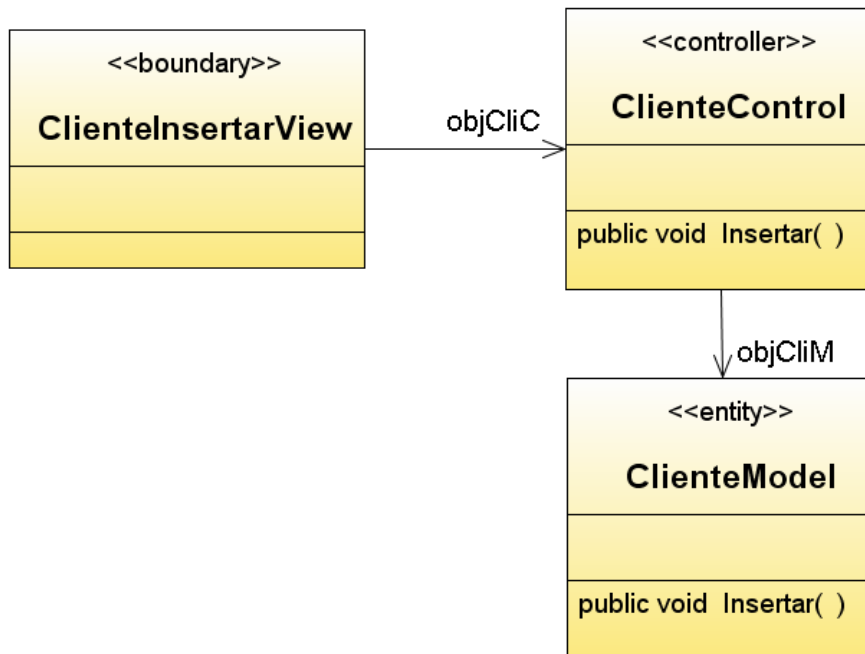 <<boundary>>
ClienteInsertarView
objCliC
<<controller>>
ClienteControl
public void Insertar( )
objCliM
<<entity>>
ClienteModel
public void Insertar( )